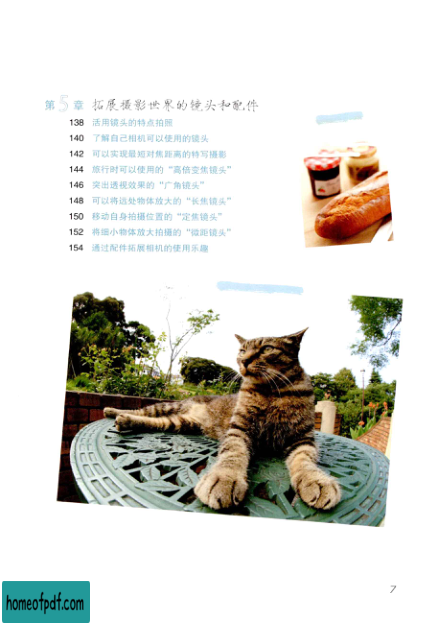 第5章 拓展摄影世界的镜头和配件
138 活用镜头的特点拍照
140 了解自己相机可以使用的镜头
142 可以实现最短对焦距离的特写摄影
144 旅行时可以使用的“高倍变焦镜头”
146 突出透视效果的“广角镜头”
148 可以将远处物体放大的“长焦镜头”
150 移动自身拍摄位置的“定焦镜头”
152 将细小物体放大拍摄的“微距镜头”
154 通过配件拓展相机的使用乐趣
7
homeofpdf.com